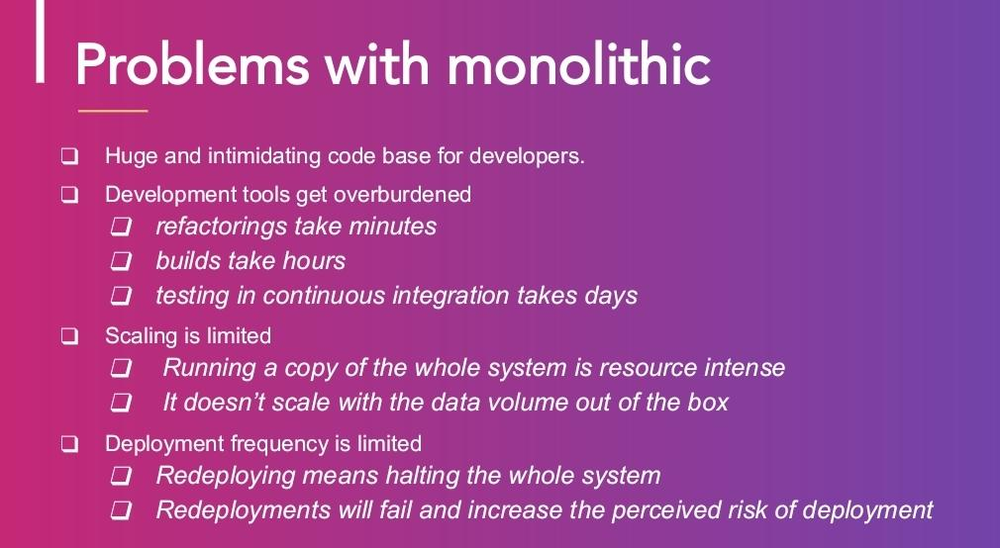 Problems with monolithic
❏ Huge and intimidating code base for developers.
❏ Development tools get overburdened
❏ refactorings take minutes
❏ builds take hours
❏ testing in continuous integration takes days
❏ Scaling is limited
❏ Running a copy of the whole system is resource intense
❏ It doesn’t scale with the data volume out of the box
❏ Deployment frequency is limited
❏ Redeploying means halting the whole system
❏ Redeployments will fail and increase the perceived risk of deployment